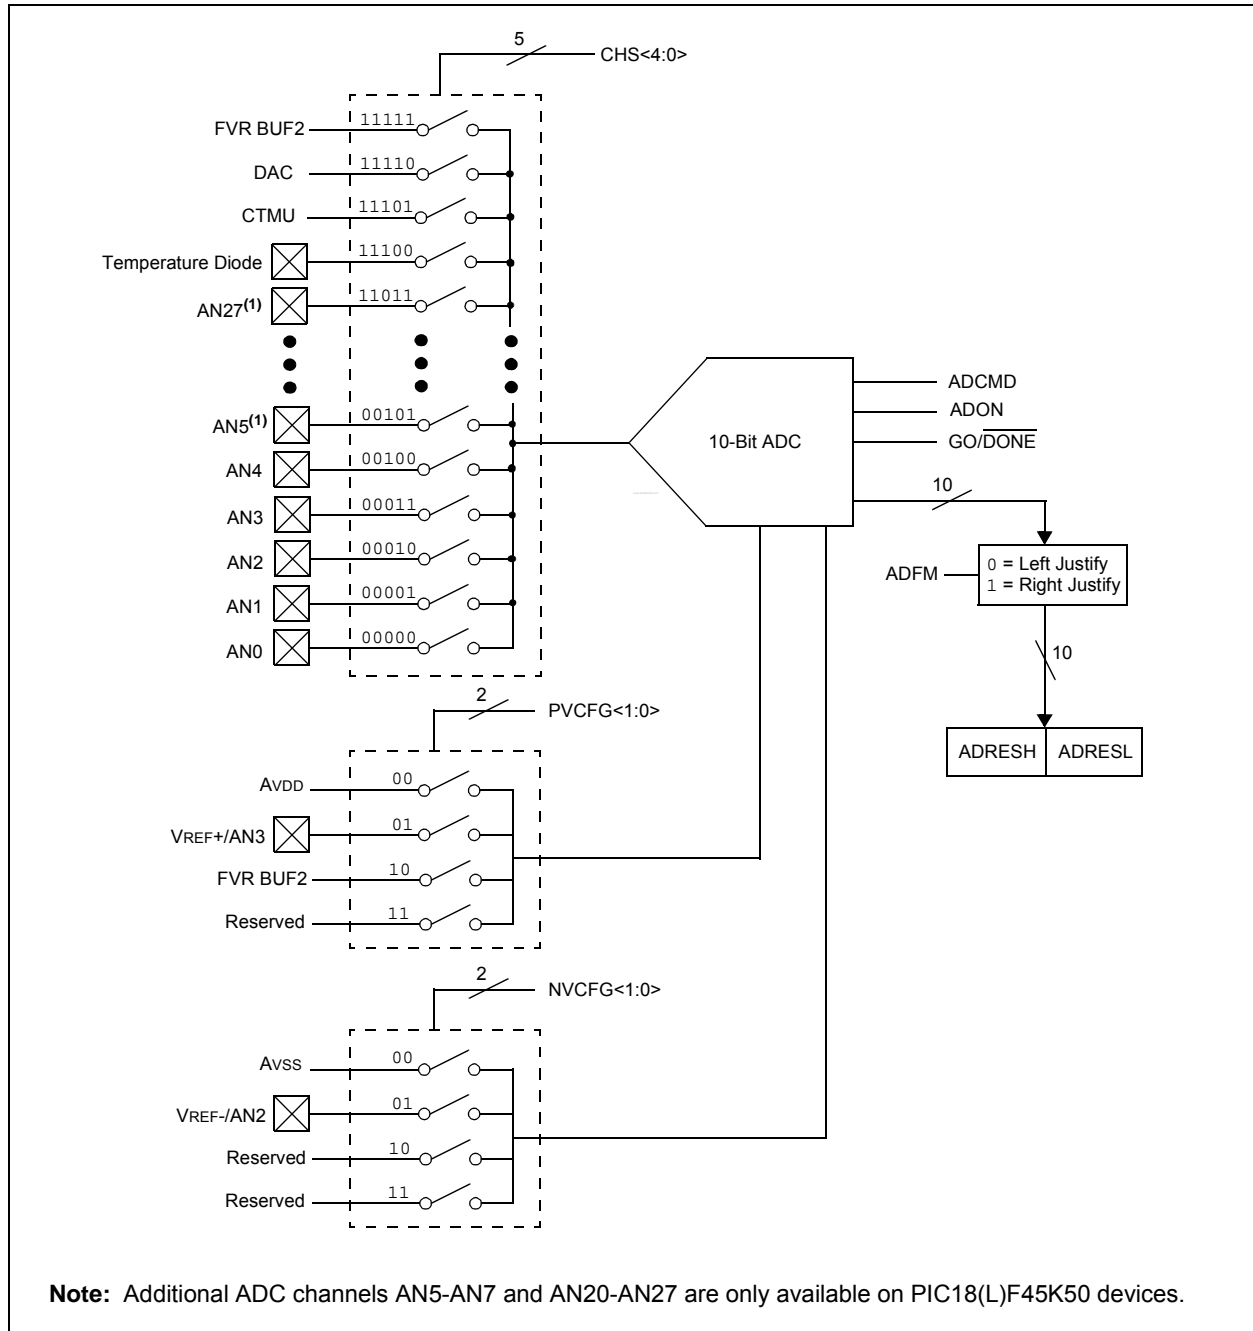 5
CHS<4:0>
FVR BUF2
11111
DAC
11110
CTMU
11101
Temperature Diode
11100
AN27(1)
11011
AN5(1)
00101
AN4
00100
AN3
00011
AN2
00010
AN1
00001
AN0
00000
10-Bit ADC
ADCMD
ADON
GO/DONE
10
ADFM
0 = Left Justify
1 = Right Justify
10
ADRESH
ADRESL
2
PVCFG<1:0>
AVDD
00
VREF+/AN3
01
FVR BUF2
10
Reserved
11
2
NVCFG<1:0>
AVSS
00
VREF-/AN2
01
Reserved
10
Reserved
11
Note: Additional ADC channels AN5-AN7 and AN20-AN27 are only available on PIC18(L)F45K50 devices.